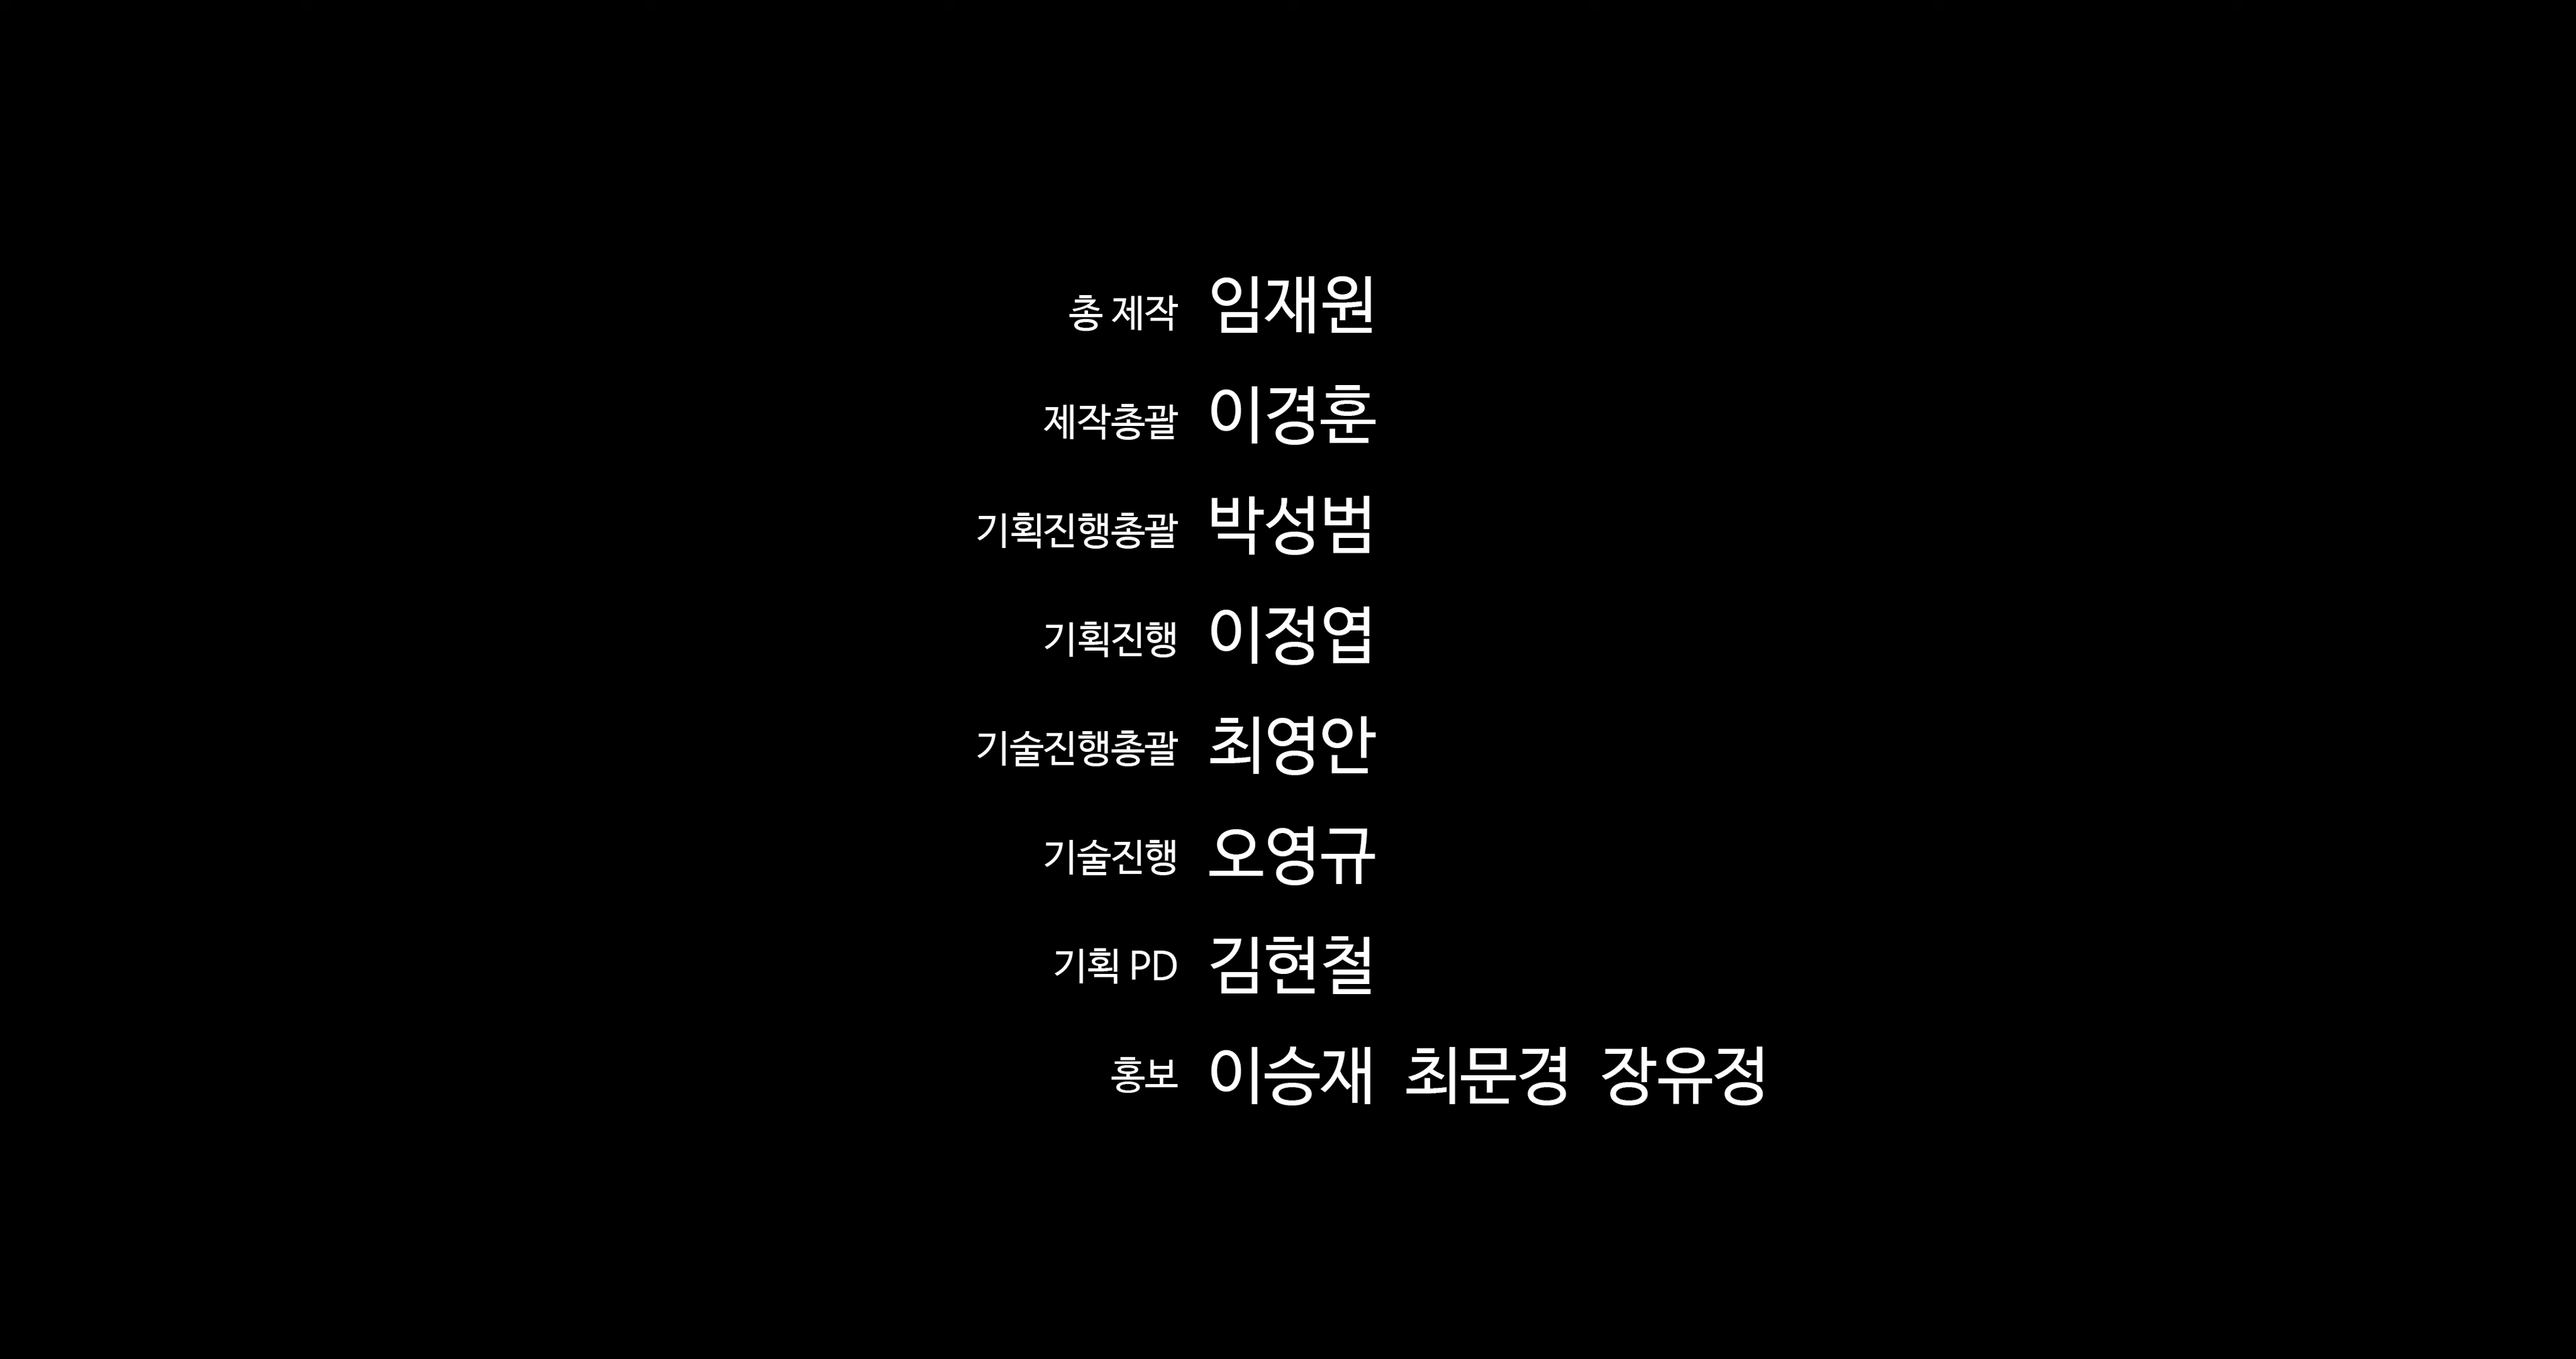 총 제작 임재원
제작총괄 이경훈
기획진행총괄 박성범
기획진행 이정엽
기술진행총괄 최영안
기술진행 오영규
기획 PD 김현철
홍보 이승재 최문경 장유정